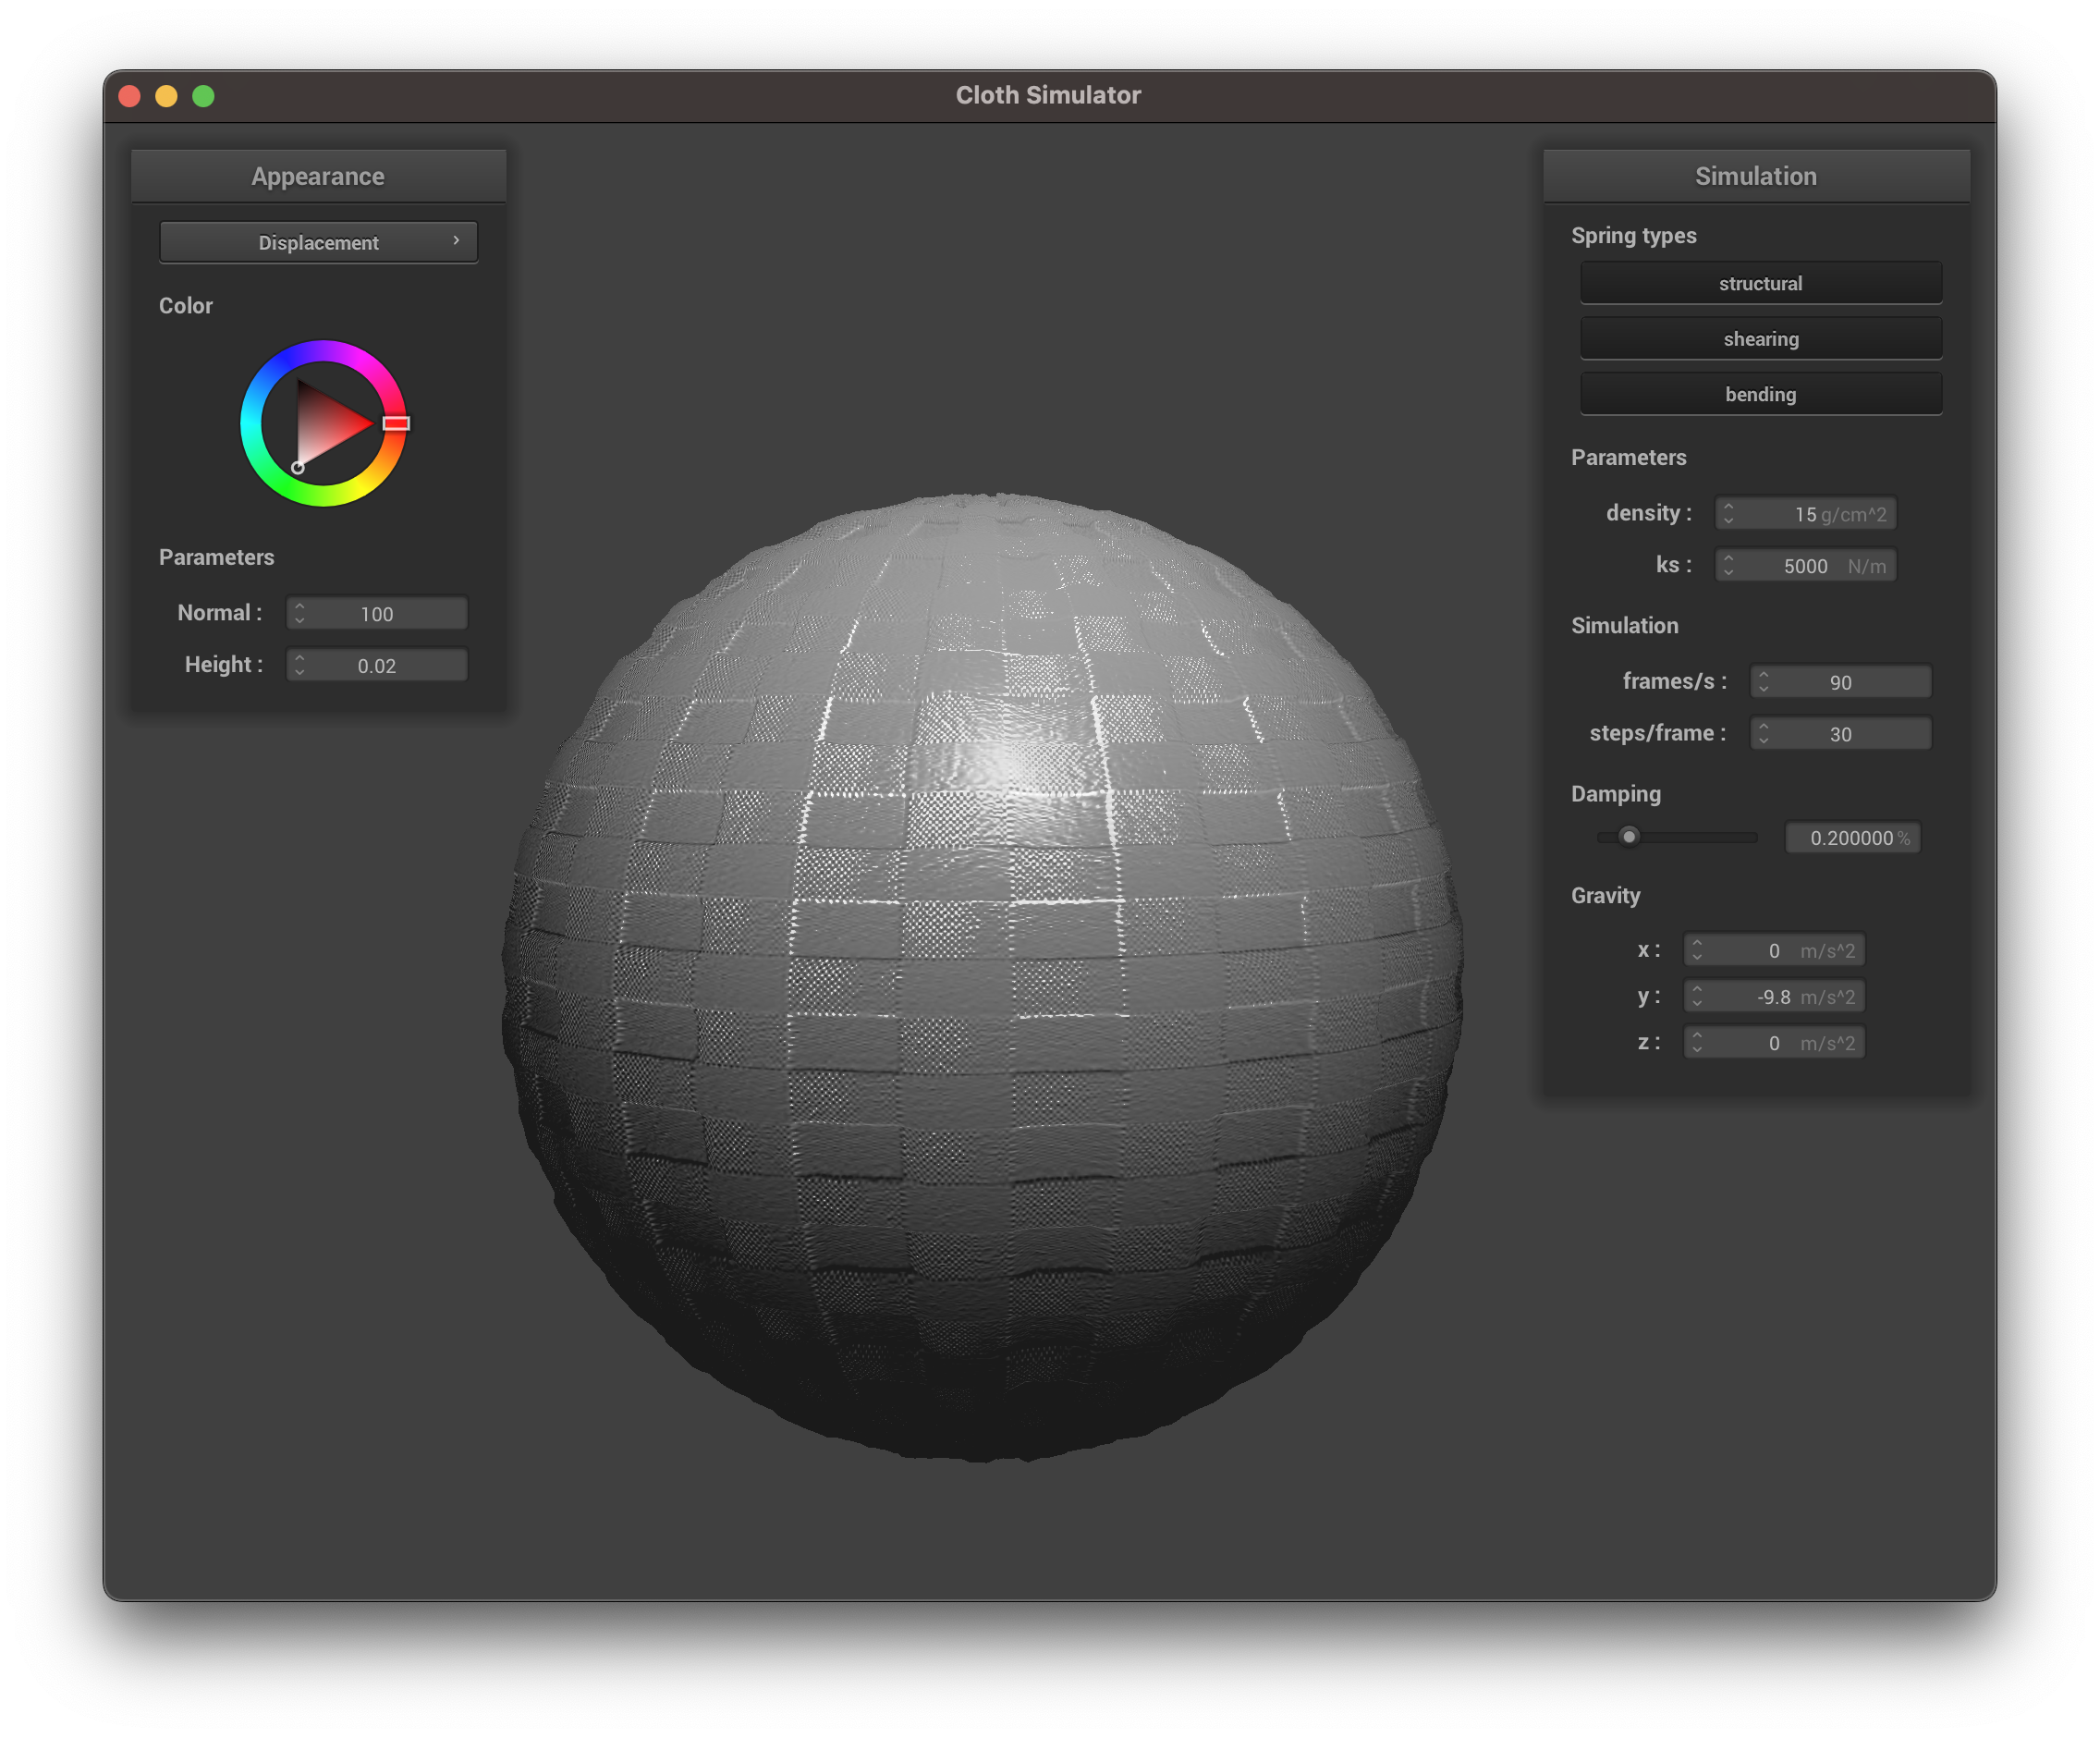 Cloth Simulator
Appearance
Displacement
Color
Parameters
Normal : 100
Height : 0.02
Simulation
Spring types
structural
shearing
bending
Parameters
density : 15 g/cm^2
ks : 5000 N/m
Simulation
frames/s : 90
steps/frame : 30
Damping
0.200000 %
Gravity
x : 0 m/s^2
y : -9.8 m/s^2
z : 0 m/s^2